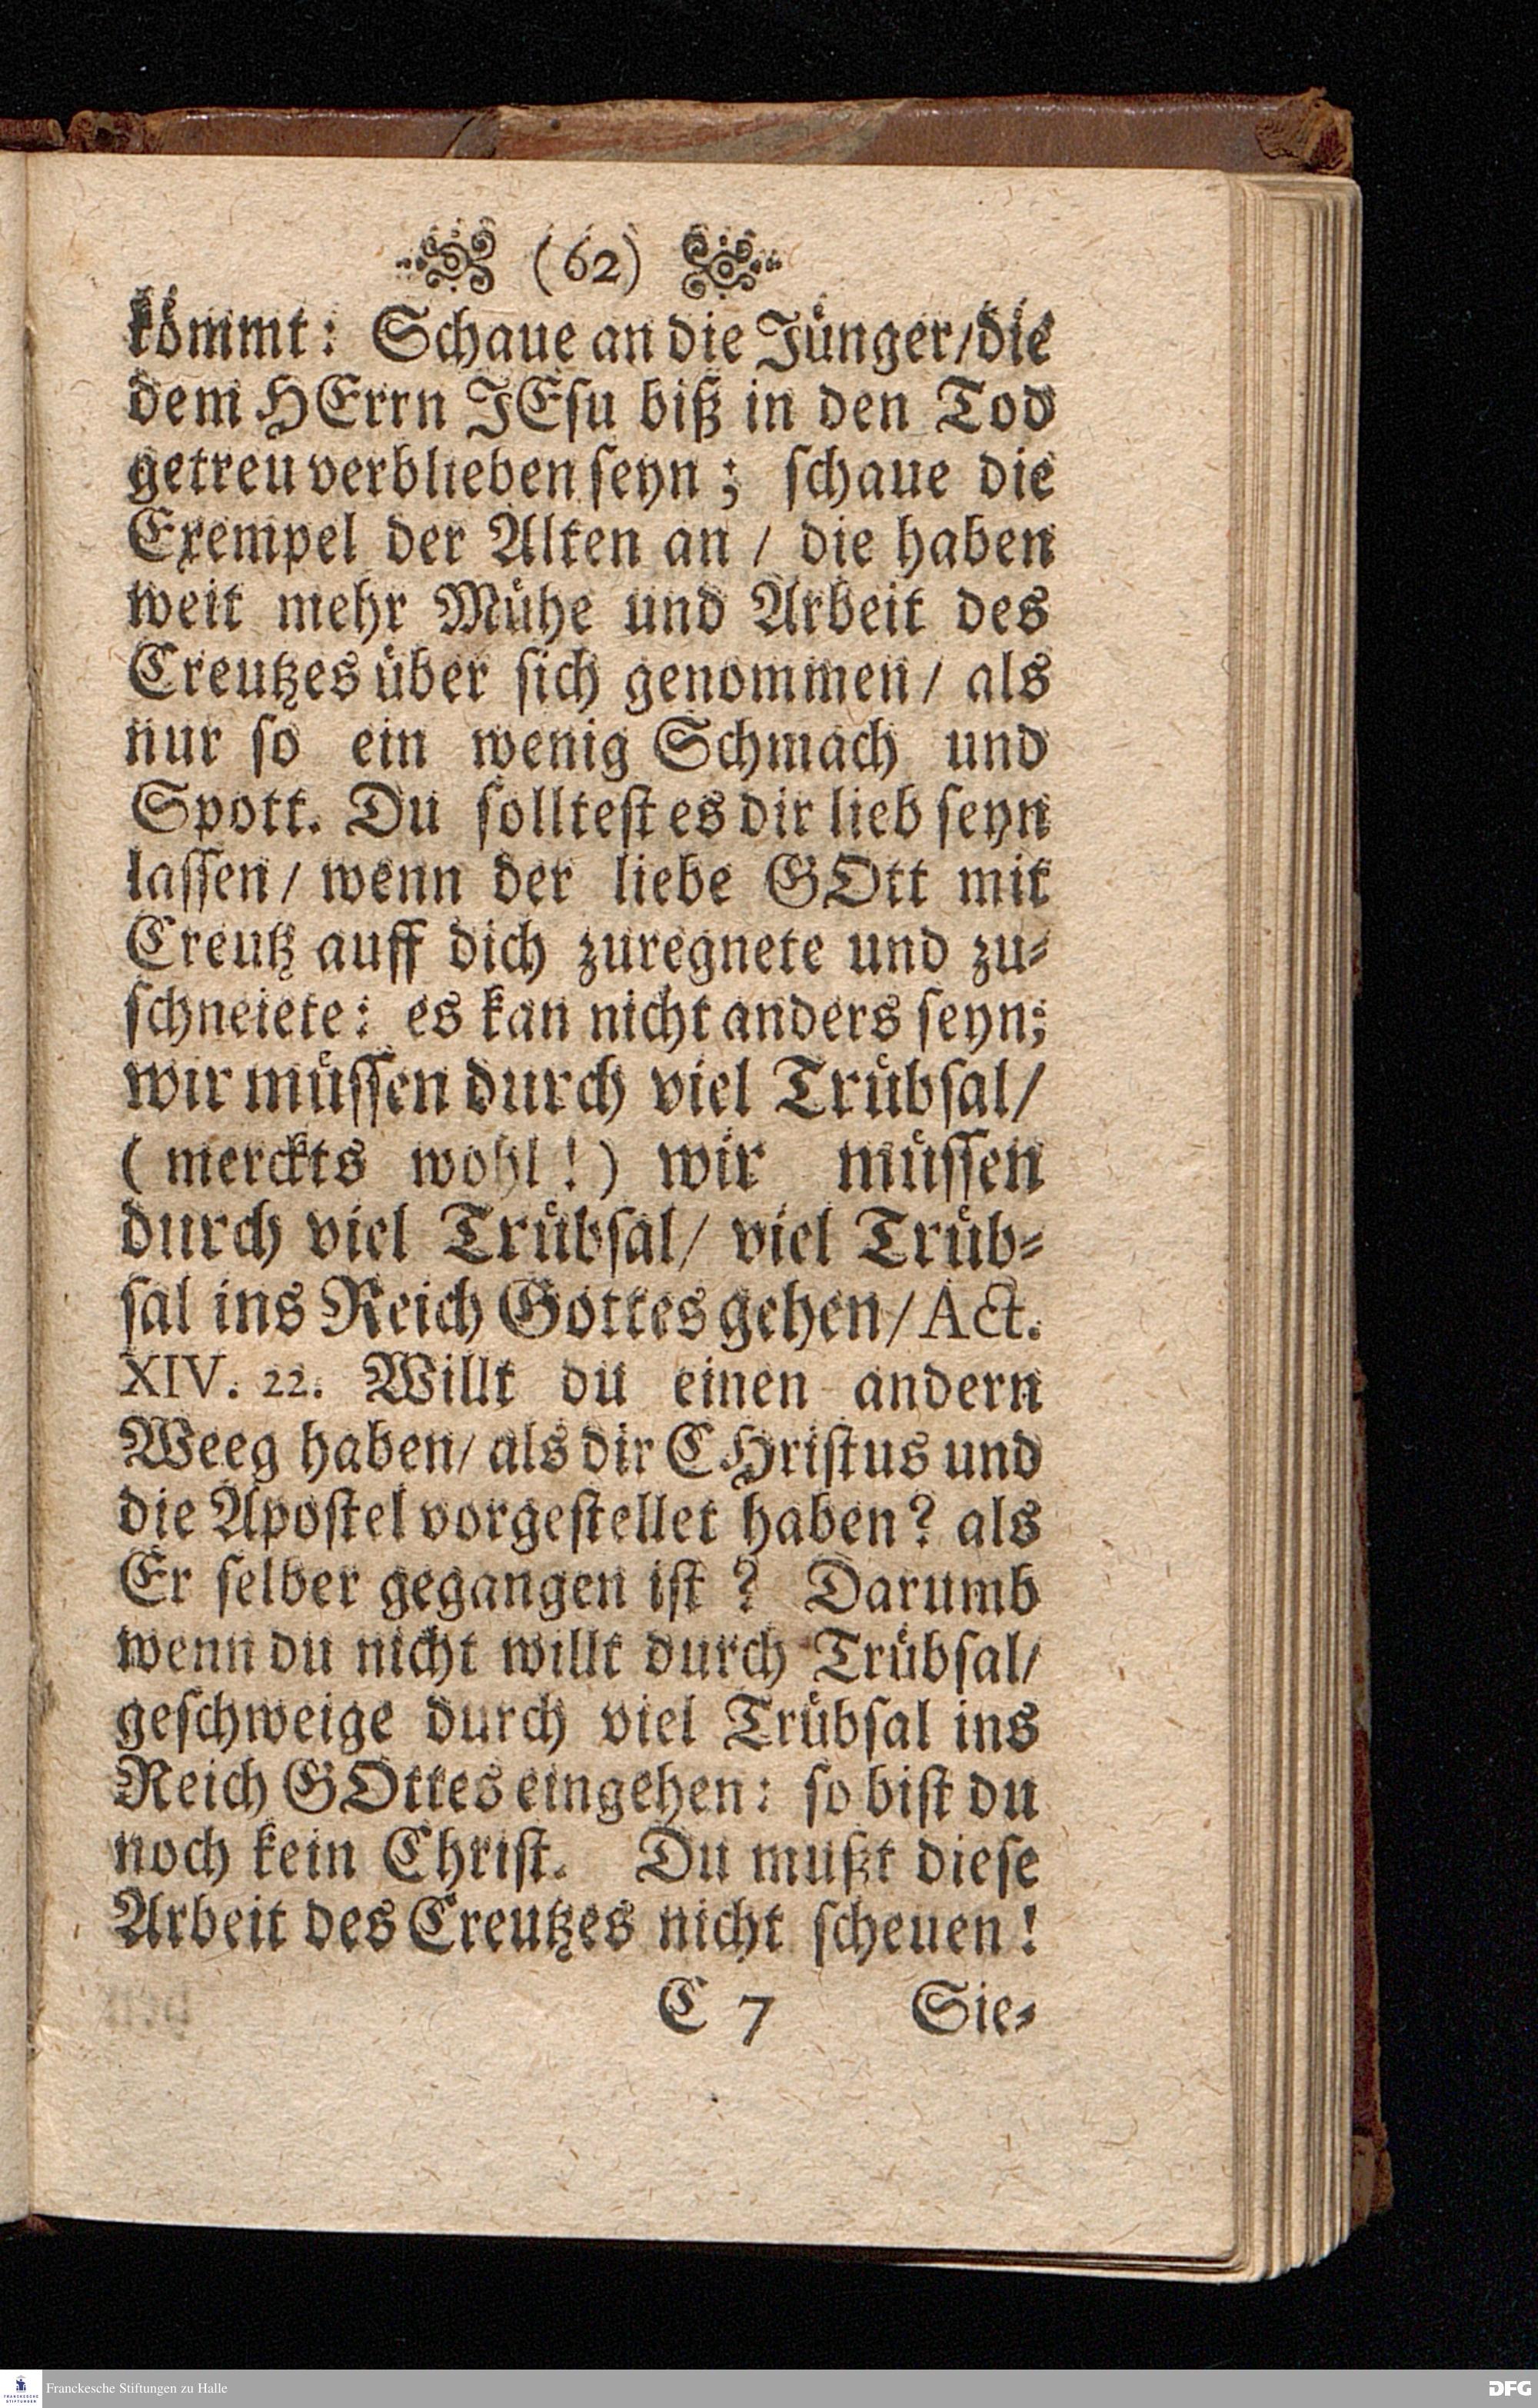 (62)
kömmt: Schaue an die Jünger/die
dem HErrn JEsu biß in den Tod
getreu verblieben seyn; schaue die
Exempel der Alten an / die haben
weit mehr Mühe und Arbeit des
Creutzes über sich genommen / als
nur so ein wenig Schmach und
Spott. Du solltest es dir lieb seyn
lassen / wenn der liebe GOtt mit
Creutz auff dich zuregnete und zu-
schneiete: es kan nicht anders seyn;
wir müssen durch viel Trübsal/
(merckts wohl!) wir müssen
durch viel Trübsal/ viel Trüb-
sal ins Reich Gottes gehen/Act.
XIV. 22. Willt du einen andern
Weeg haben/ als dir CHristus und
die Apostel vorgestellet haben? als
Er selber gegangen ist? Darumb
wenn du nicht willt durch Trübsal/
geschweige durch viel Trübsal ins
Reich GOttes eingehen: so bist du
noch kein Christ. Du mußt diese
Arbeit des Creutzes nicht scheuen!
C 7 Sie-
FRANCKESCHE STIFTUNGEN
Franckesche Stiftungen zu Halle
DFG